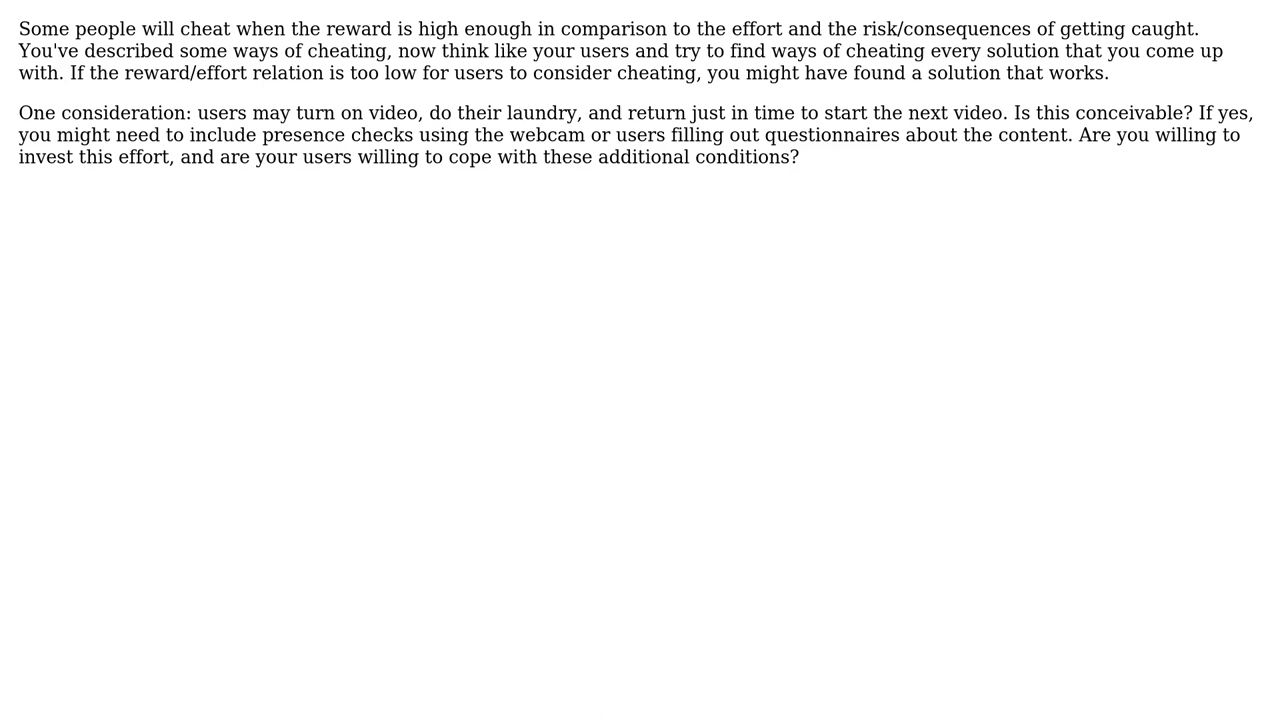 Some people will cheat when the reward is high enough in comparison to the effort and the risk/consequences of getting caught.
You've described some ways of cheating, now think like your users and try to find ways of cheating every solution that you come up
with. If the reward/effort relation is too low for users to consider cheating, you might have found a solution that works.
One consideration: users may turn on video, do their laundry, and return just in time to start the next video. Is this conceivable? If yes,
you might need to include presence checks using the webcam or users filling out questionnaires about the content. Are you willing to
invest this effort, and are your users willing to cope with these additional conditions?